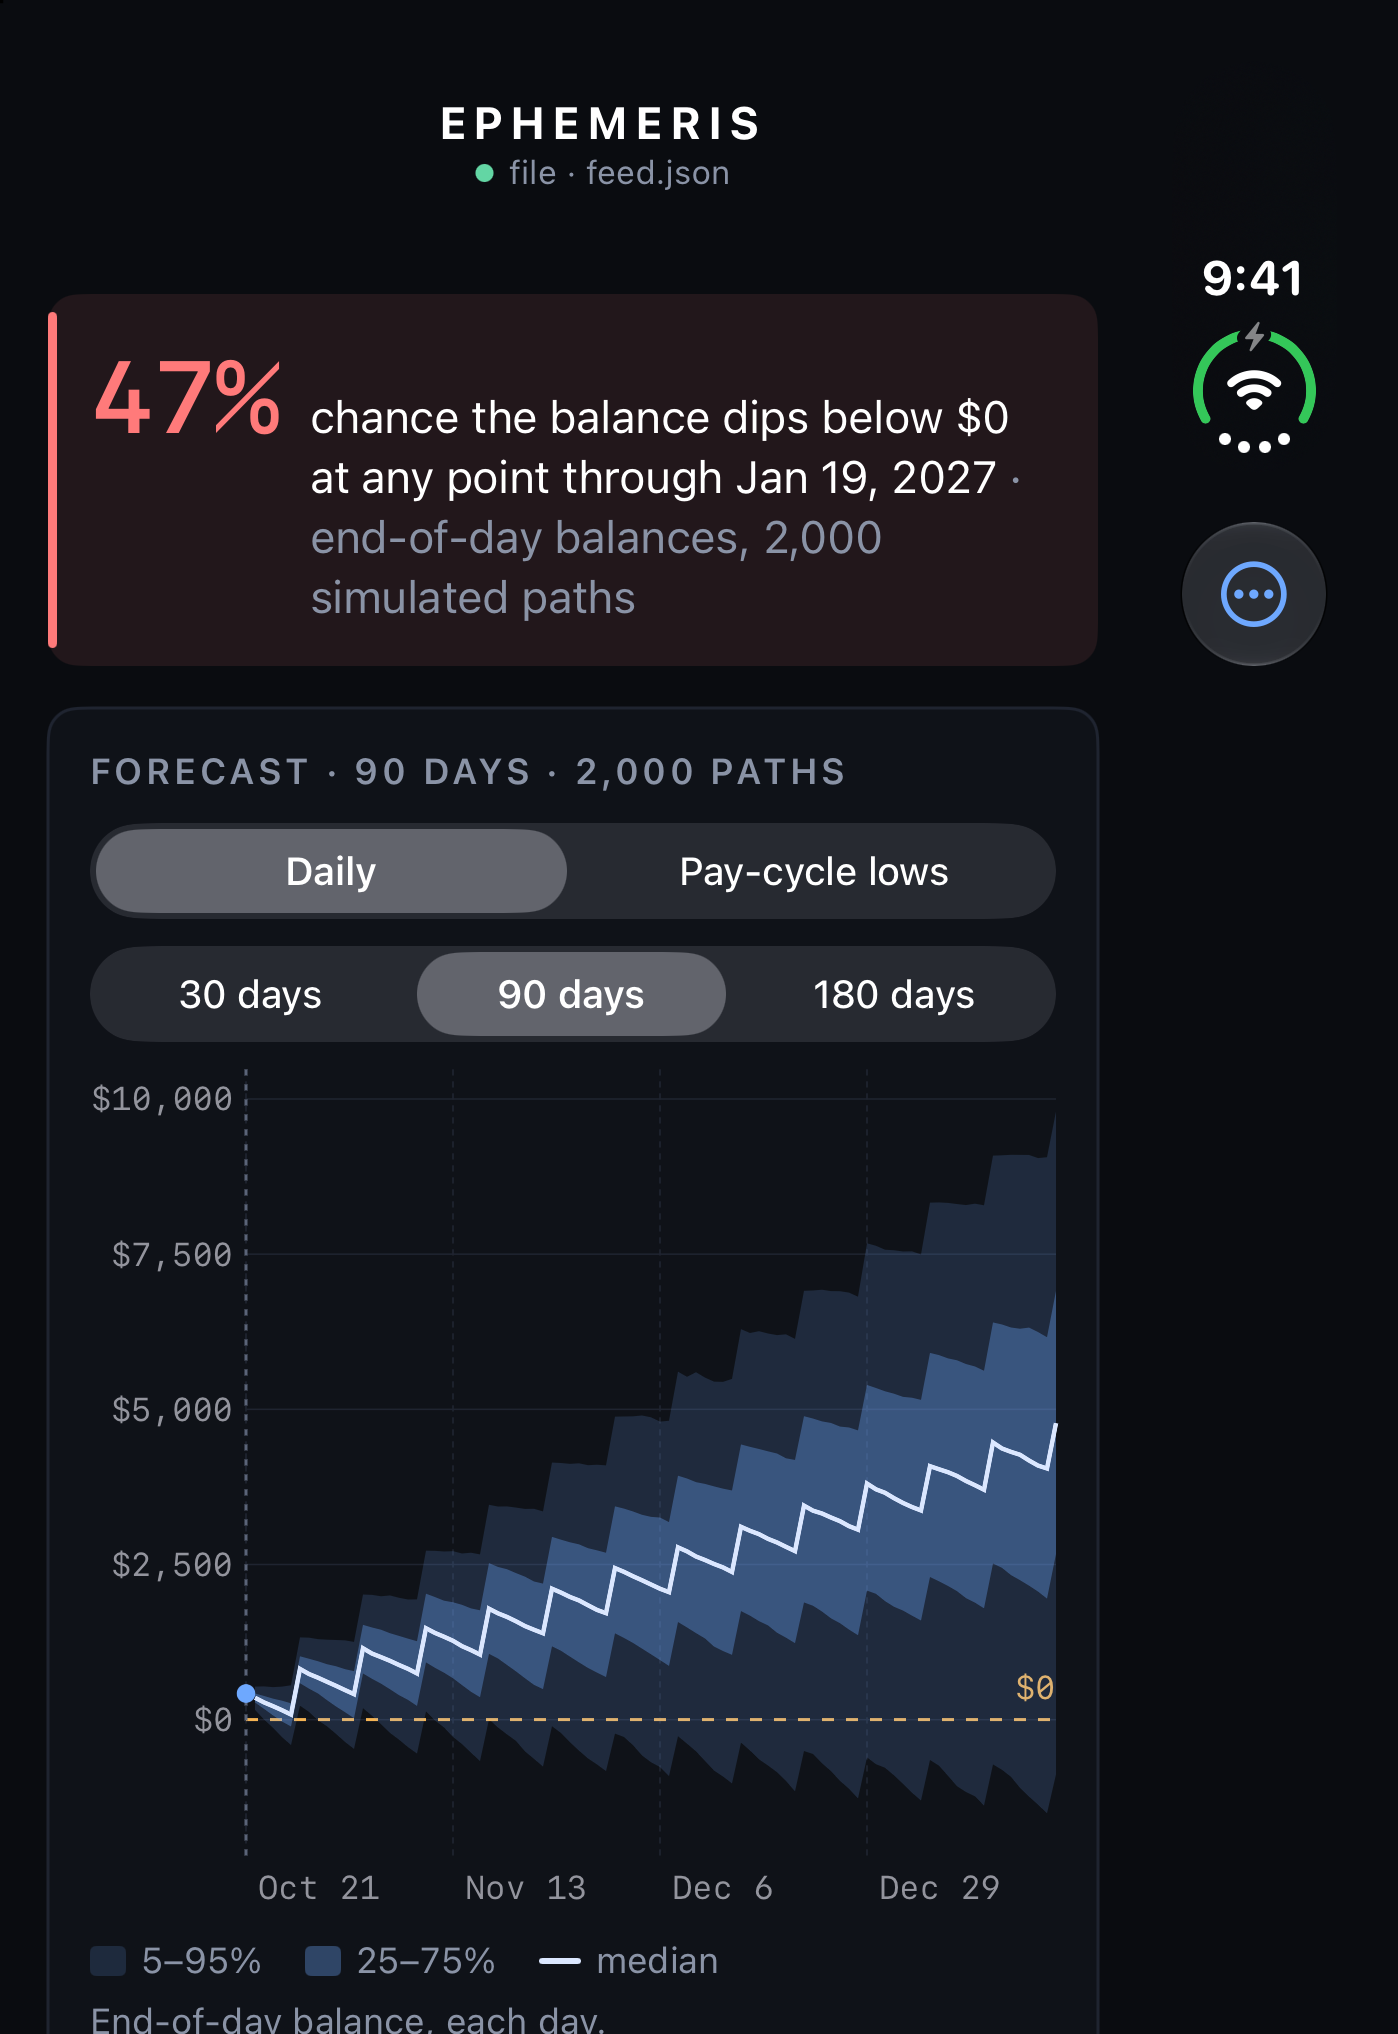 EPHEMERIS
file · feed.json
9:41
47%
chance the balance dips below $0
at any point through Jan 19, 2027 ·
end-of-day balances, 2,000
simulated paths
FORECAST · 90 DAYS · 2,000 PATHS
Daily
Pay-cycle lows
30 days
90 days
180 days
$10,000
$7,500
$5,000
$2,500
$0
$0
Oct 21
Nov 13
Dec 6
Dec 29
5–95%
25–75%
median
End-of-day balance, each day.